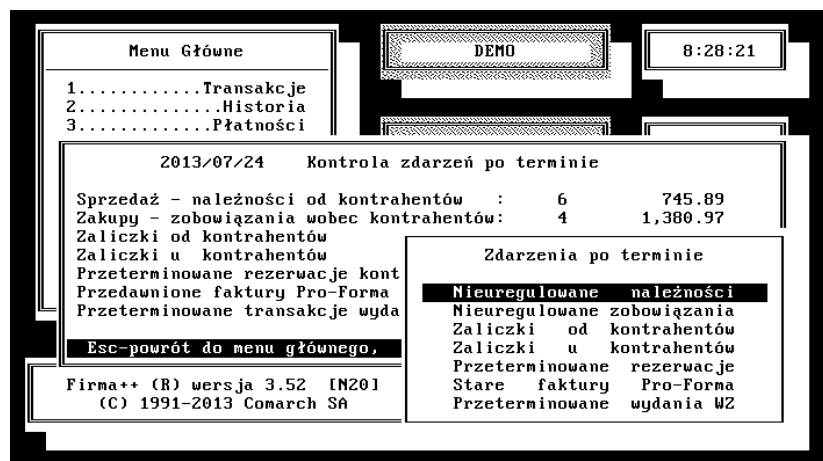 Menu Główne
DEMO
8:28:21
1............Transakcje
2..............Historia
3.............Płatności
2013/07/24 Kontrola zdarzeń po terminie
Sprzedaż - należności od kontrahentów : 6 745.89
Zakupy - zobowiązania wobec kontrahentów: 4 1,380.97
Zaliczki od kontrahentów
Zaliczki u kontrahentów
Przeterminowane rezerwacje kont
Przedawnione faktury Pro-Forma
Przeterminowane transakcje wyda
Esc-powrót do menu głównego,
Zdarzenia po terminie
Nieuregulowane należności
Nieuregulowane zobowiązania
Zaliczki od kontrahentów
Zaliczki u kontrahentów
Przeterminowane rezerwacje
Stare faktury Pro-Forma
Przeterminowane wydania WZ
Firma++ (R) wersja 3.52 [N20]
(C) 1991-2013 Comarch SA